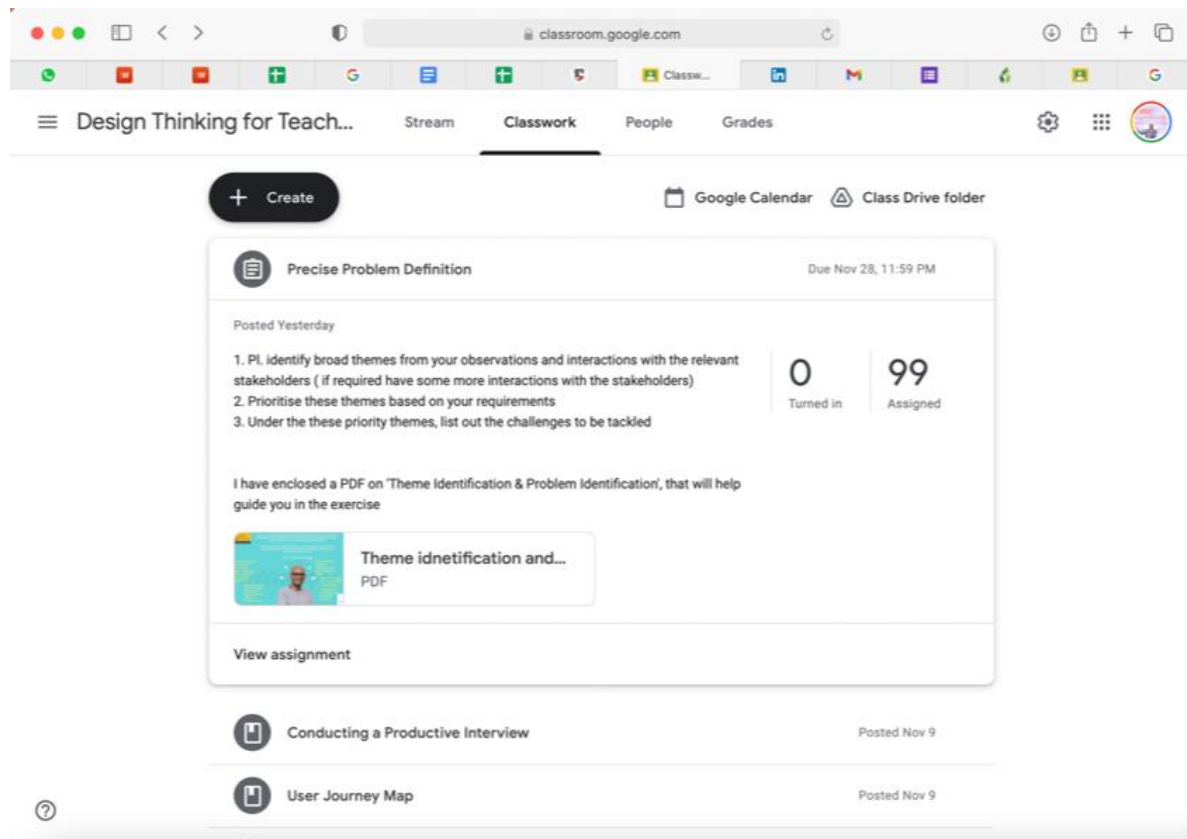 classroom.google.com
Classw...
Design Thinking for Teach...
Stream
Classwork
People
Grades
Create
Google Calendar
Class Drive folder
Precise Problem Definition
Due Nov 28, 11:59 PM
Posted Yesterday
1. Pl. identify broad themes from your observations and interactions with the relevant
stakeholders ( if required have some more interactions with the stakeholders)
2. Prioritise these themes based on your requirements
3. Under the these priority themes, list out the challenges to be tackled
0
Turned in
99
Assigned
I have enclosed a PDF on 'Theme Identification & Problem Identification', that will help
guide you in the exercise
Theme idnetification and...
PDF
View assignment
Conducting a Productive Interview
Posted Nov 9
User Journey Map
Posted Nov 9